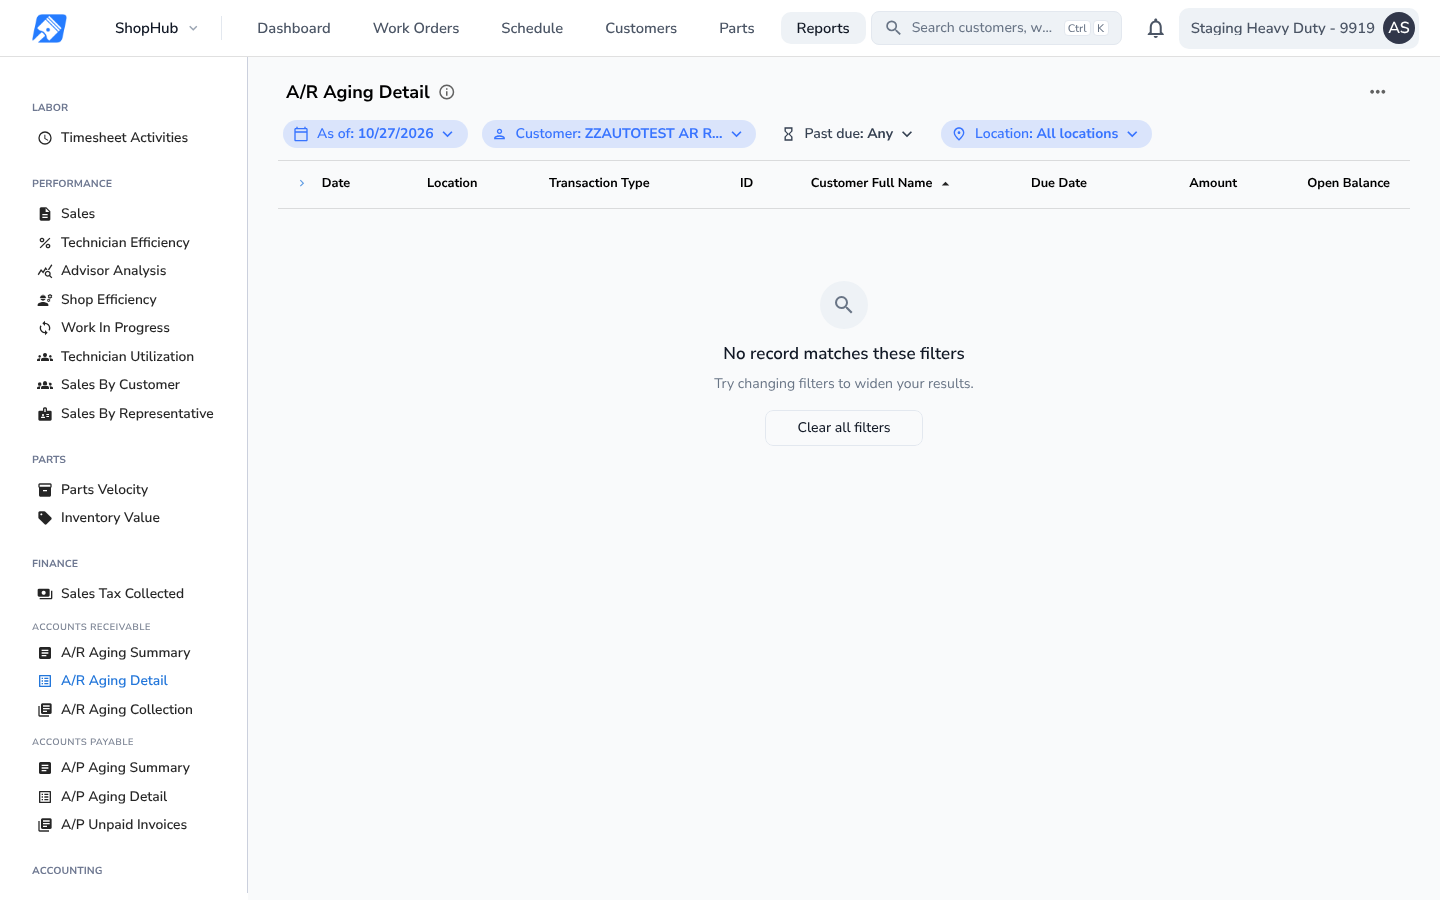 ShopHub
Dashboard
Work Orders
Schedule
Customers
Parts
Reports
Search customers, w...
Ctrl
K
Staging Heavy Duty - 9919
AS
LABOR
Timesheet Activities
PERFORMANCE
Sales
Technician Efficiency
Advisor Analysis
Shop Efficiency
Work In Progress
Technician Utilization
Sales By Customer
Sales By Representative
PARTS
Parts Velocity
Inventory Value
FINANCE
Sales Tax Collected
ACCOUNTS RECEIVABLE
A/R Aging Summary
A/R Aging Detail
A/R Aging Collection
ACCOUNTS PAYABLE
A/P Aging Summary
A/P Aging Detail
A/P Unpaid Invoices
ACCOUNTING
A/R Aging Detail
As of: 10/27/2026
Customer: ZZAUTOTEST AR R...
Past due: Any
Location: All locations
Date
Location
Transaction Type
ID
Customer Full Name
Due Date
Amount
Open Balance
No record matches these filters
Try changing filters to widen your results.
Clear all filters